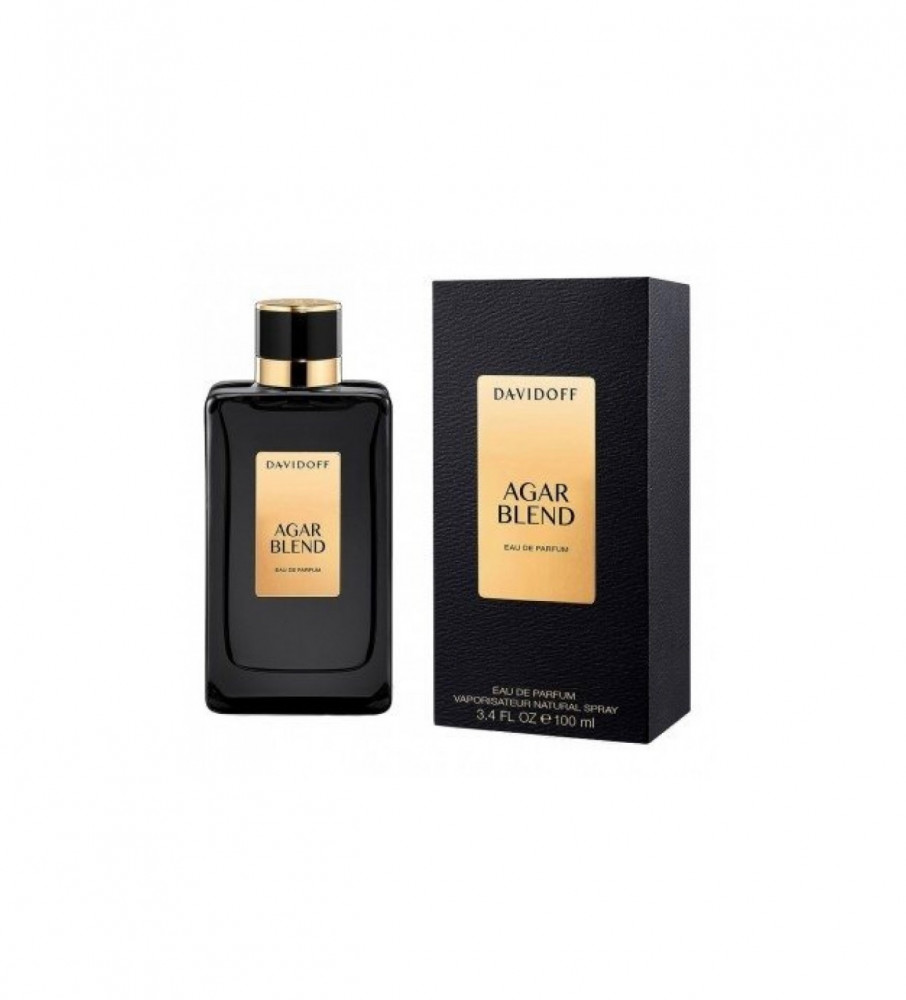 DAVIDOFF
AGAR
BLEND
EAU DE PARFUM
DAVIDOFF
AGAR
BLEND
EAU DE PARFUM
EAU DE PARFUM
VAPORISATEUR NATURAL SPRAY
3.4 FL OZ ℮ 100 ml